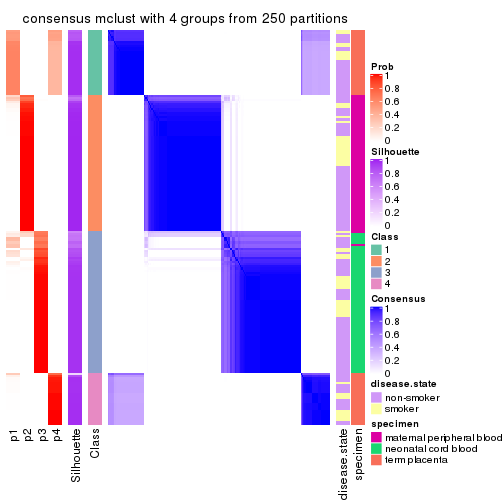 consensus mclust with 4 groups from 250 partitions
Prob
1
0.8
0.6
0.4
0.2
0
Silhouette
1
0.8
0.6
0.4
0.2
0
Class
1
2
3
4
Consensus
1
0.8
0.6
0.4
0.2
0
disease.state
non-smoker
smoker
specimen
maternal peripheral blood
neonatal cord blood
term placenta
p1
p2
p3
p4
Silhouette
Class
disease.state
specimen